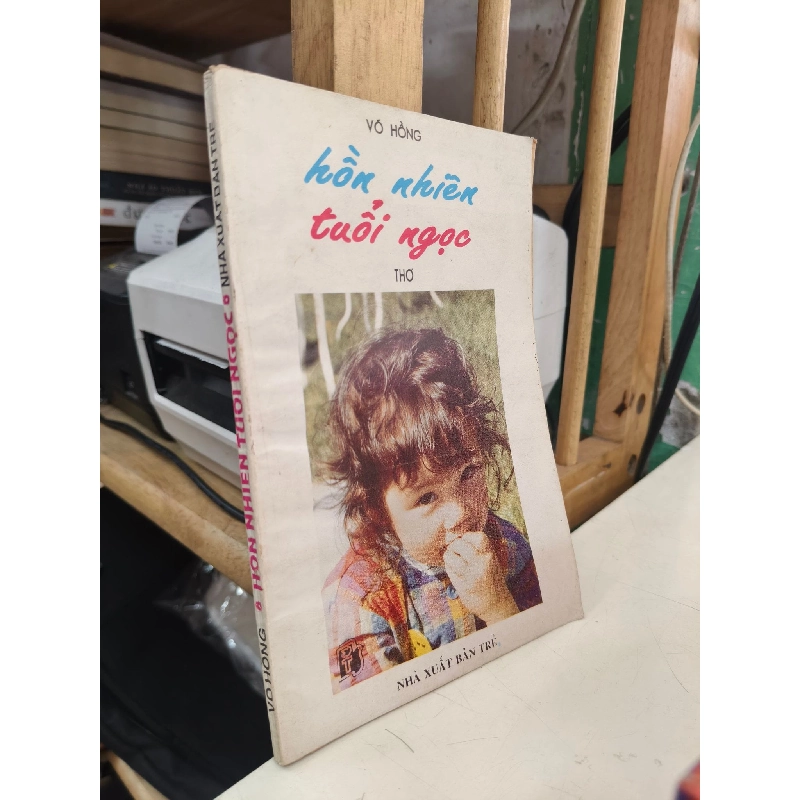 VÕ HỒNG
hồn nhiên
tuổi ngọc
THƠ
NHÀ XUẤT BẢN TRẺ
VÕ HỒNG HỒN NHIÊN TUỔI NGỌC NHÀ XUẤT BẢN TRẺ